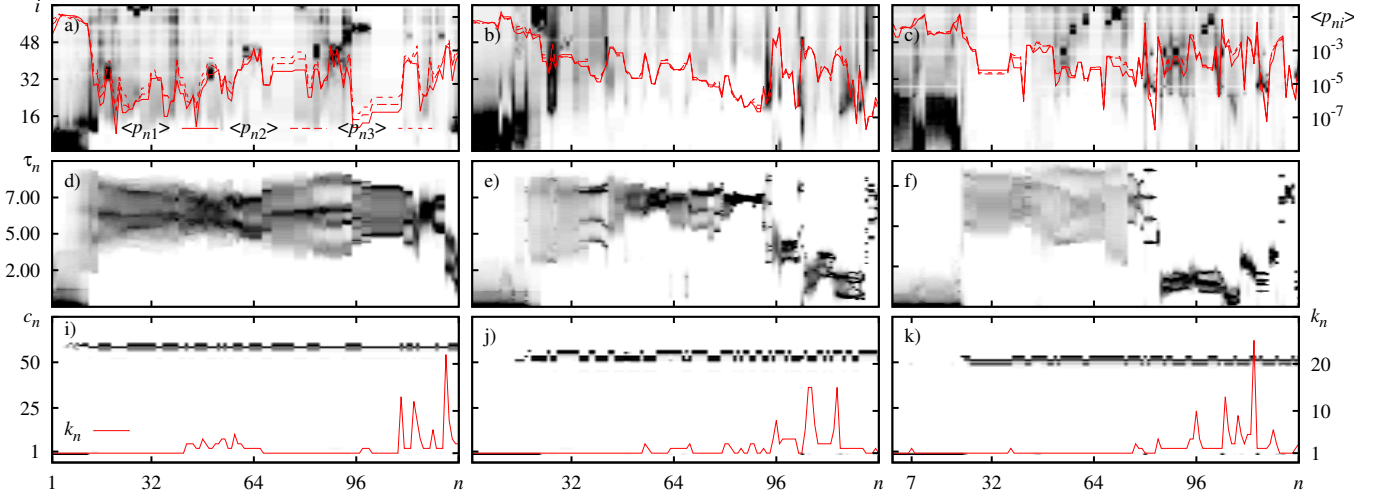 i a) b) c) <p_{ni}>
48 10^{-3}
32 10^{-5}
16 10^{-7}
<p_{n1}> <p_{n2}> <p_{n3}>
τ_n d) e) f)
7.00
5.00
2.00
c_n i) j) k) k_n
50 20
25 10
k_n
1 1
1 32 64 96 n 32 64 96 n 7 32 64 96 n